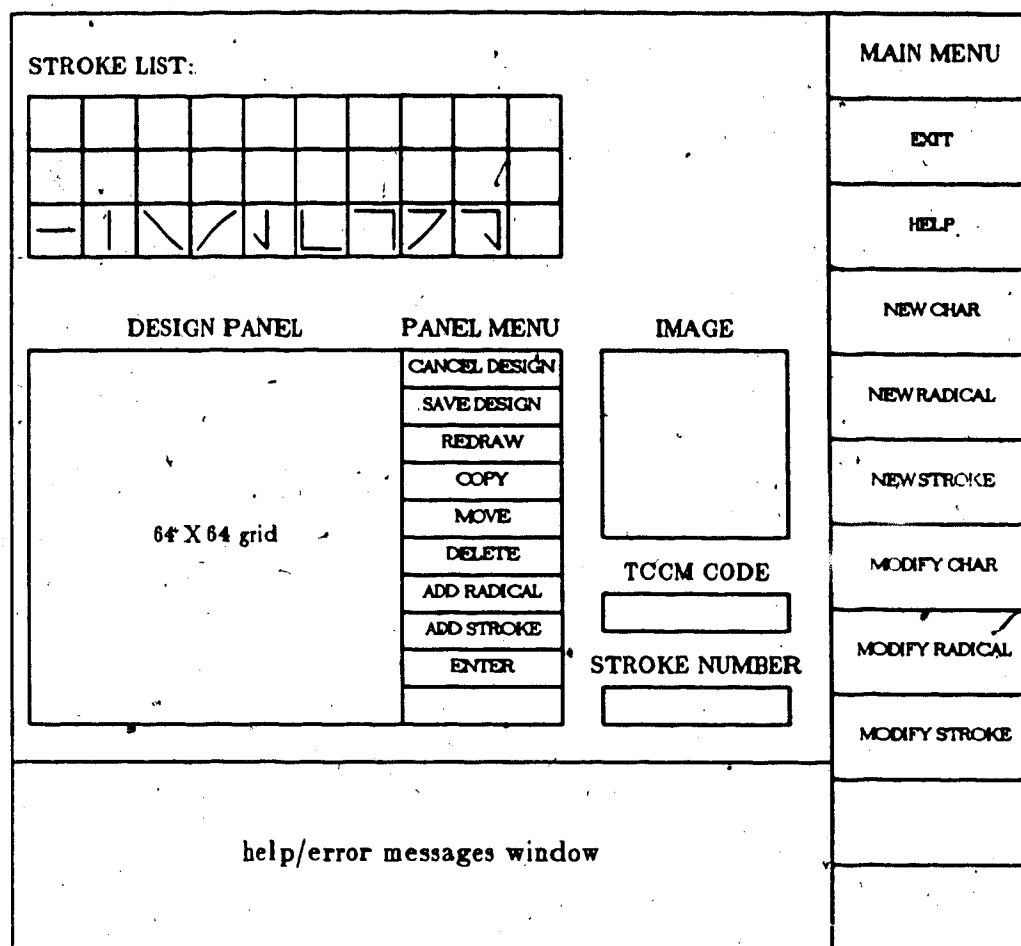 STROKE LIST:
DESIGN PANEL
64 X 64 grid
PANEL MENU
CANCEL DESIGN
SAVE DESIGN
REDRAW
COPY
MOVE
DELETE
ADD RADICAL
ADD STROKE
ENTER
IMAGE
TCCM CODE
STROKE NUMBER
help/error messages window
MAIN MENU
EXIT
HELP
NEW CHAR
NEW RADICAL
NEW STROKE
MODIFY CHAR
MODIFY RADICAL
MODIFY STROKE